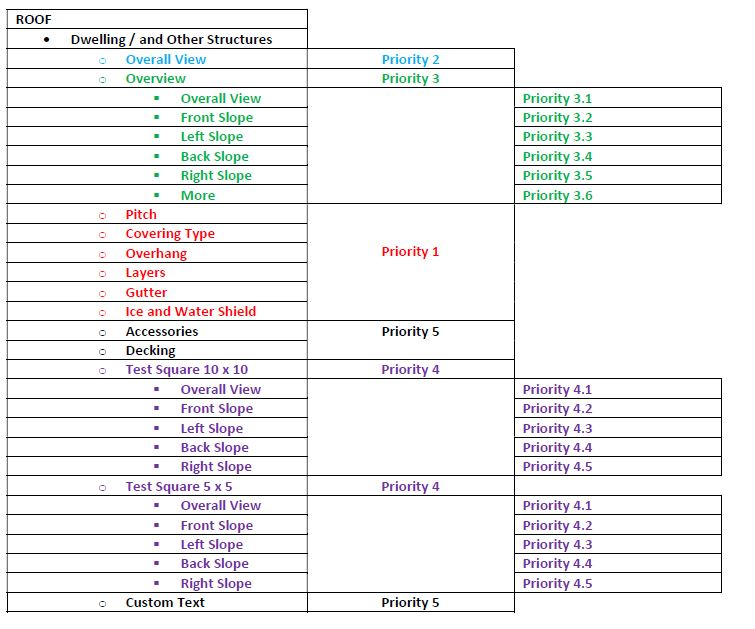 ROOF
• Dwelling / and Other Structures
o Overall View Priority 2
o Overview Priority 3
▪ Overall View Priority 3.1
▪ Front Slope Priority 3.2
▪ Left Slope Priority 3.3
▪ Back Slope Priority 3.4
▪ Right Slope Priority 3.5
▪ More Priority 3.6
o Pitch
o Covering Type
o Overhang Priority 1
o Layers
o Gutter
o Ice and Water Shield
o Accessories Priority 5
o Decking
o Test Square 10 x 10 Priority 4
▪ Overall View Priority 4.1
▪ Front Slope Priority 4.2
▪ Left Slope Priority 4.3
▪ Back Slope Priority 4.4
▪ Right Slope Priority 4.5
o Test Square 5 x 5 Priority 4
▪ Overall View Priority 4.1
▪ Front Slope Priority 4.2
▪ Left Slope Priority 4.3
▪ Back Slope Priority 4.4
▪ Right Slope Priority 4.5
o Custom Text Priority 5